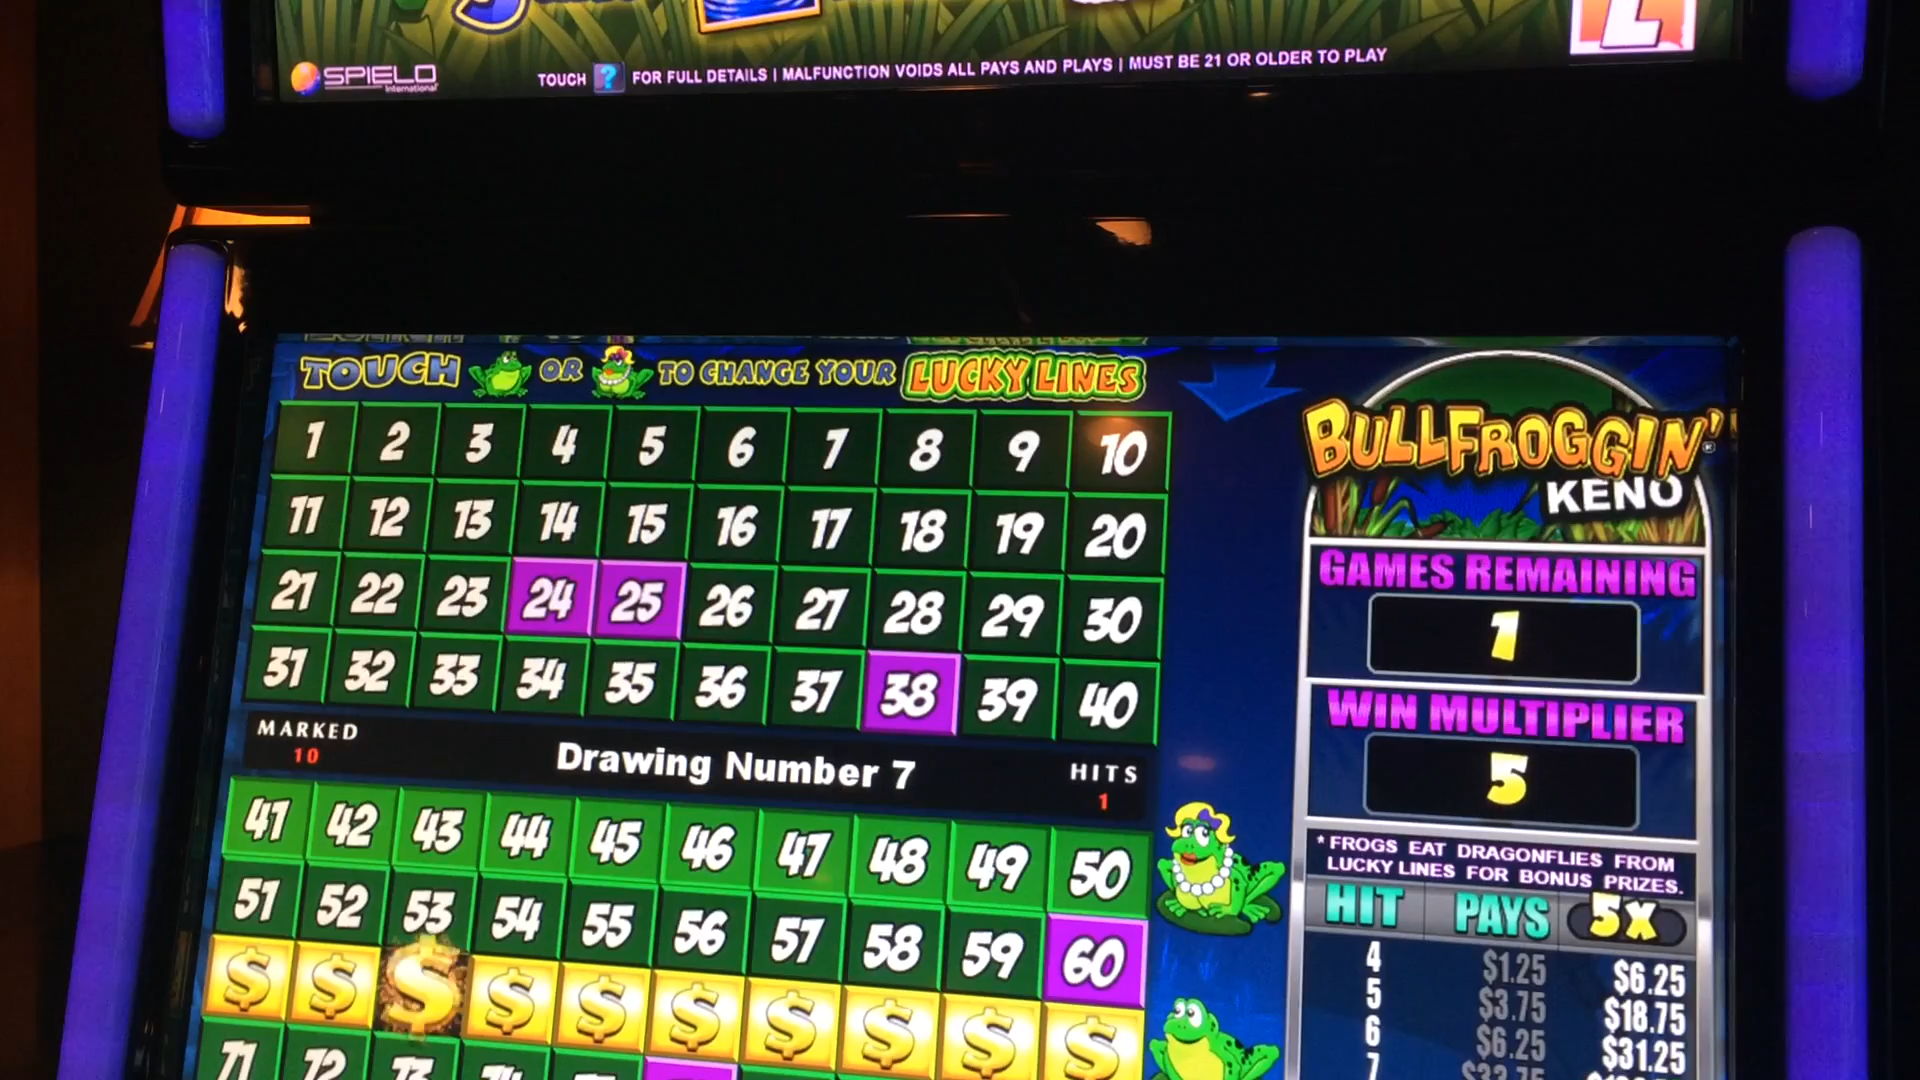 SPIELO
International
TOUCH ? FOR FULL DETAILS | MALFUNCTION VOIDS ALL PAYS AND PLAYS | MUST BE 21 OR OLDER TO PLAY
TOUCH OR TO CHANGE YOUR LUCKY LINES
1 2 3 4 5 6 7 8 9 10
11 12 13 14 15 16 17 18 19 20
21 22 23 24 25 26 27 28 29 30
31 32 33 34 35 36 37 38 39 40
MARKED
10
Drawing Number 7
HITS
1
41 42 43 44 45 46 47 48 49 50
51 52 53 54 55 56 57 58 59 60
$ $ $ $ $ $ $ $ $ $
71 72 73 74
BULLFROGGIN'
KENO
GAMES REMAINING
1
WIN MULTIPLIER
5
* FROGS EAT DRAGONFLIES FROM
LUCKY LINES FOR BONUS PRIZES.
HIT PAYS 5X
4 $1.25 $6.25
5 $3.75 $18.75
6 $6.25 $31.25
7